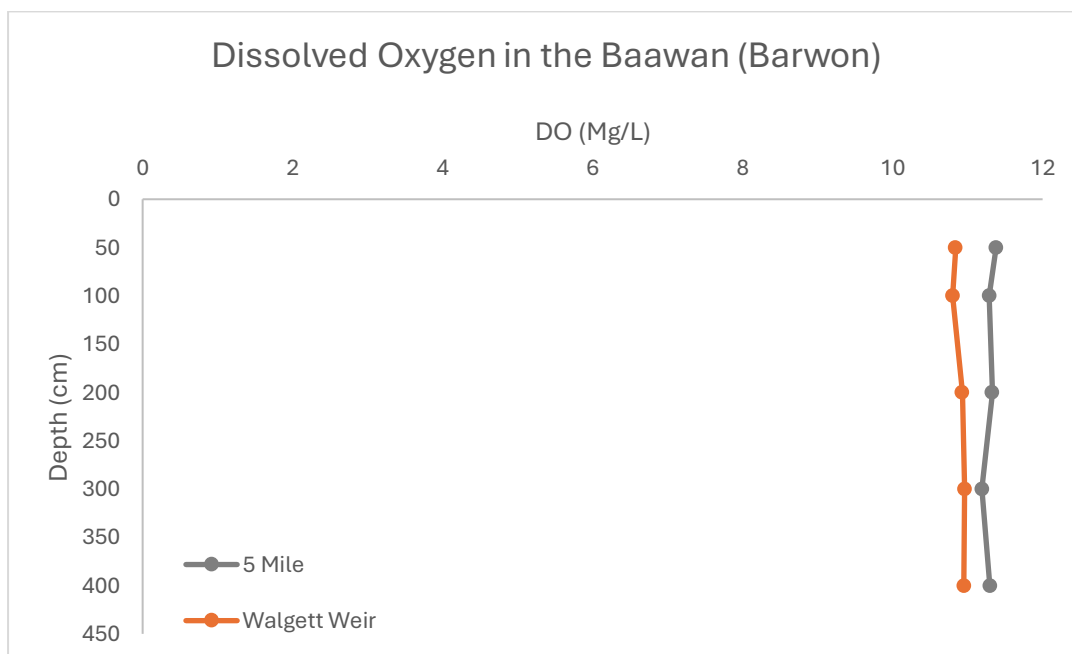 Dissolved Oxygen in the Baawan (Barwon)
DO (Mg/L)
0 2 4 6 8 10 12
0
50
100
150
200
250
300
350
400
450
Depth (cm)
5 Mile
Walgett Weir